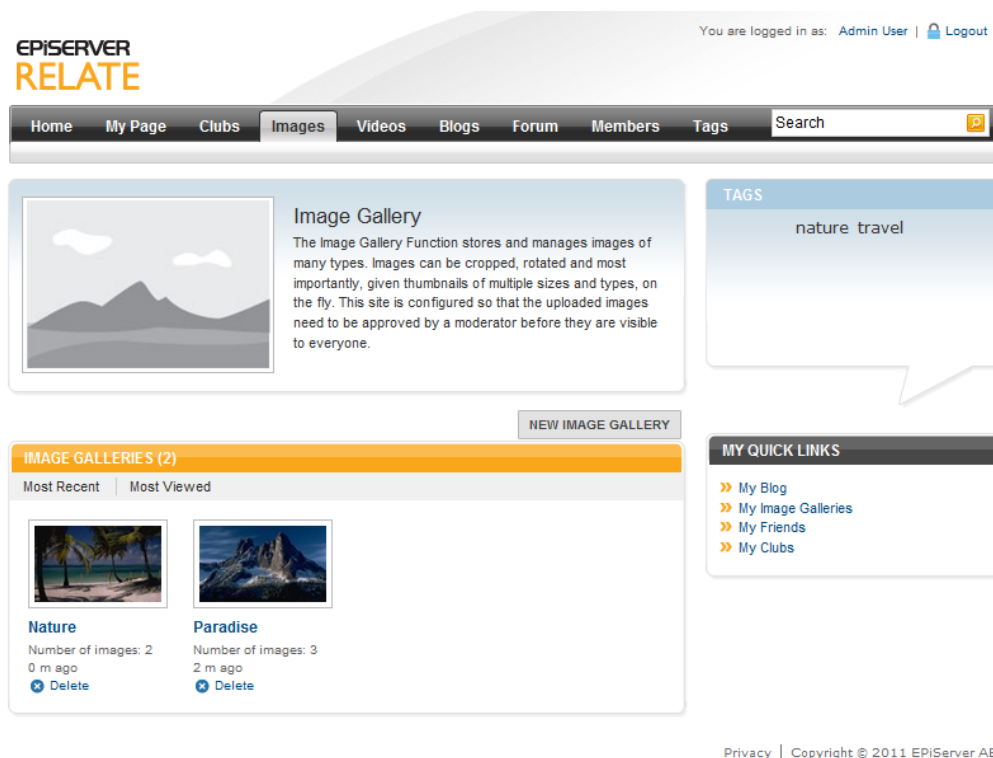 You are logged in as: Admin User | Logout
EPiSERVER
RELATE
Home My Page Clubs Images Videos Blogs Forum Members Tags Search
Image Gallery
The Image Gallery Function stores and manages images of
many types. Images can be cropped, rotated and most
importantly, given thumbnails of multiple sizes and types, on
the fly. This site is configured so that the uploaded images
need to be approved by a moderator before they are visible
to everyone.
TAGS
nature travel
NEW IMAGE GALLERY
IMAGE GALLERIES (2)
Most Recent Most Viewed
Nature
Number of images: 2
0 m ago
Delete
Paradise
Number of images: 3
2 m ago
Delete
MY QUICK LINKS
My Blog
My Image Galleries
My Friends
My Clubs
Privacy | Copyright © 2011 EPiServer AB